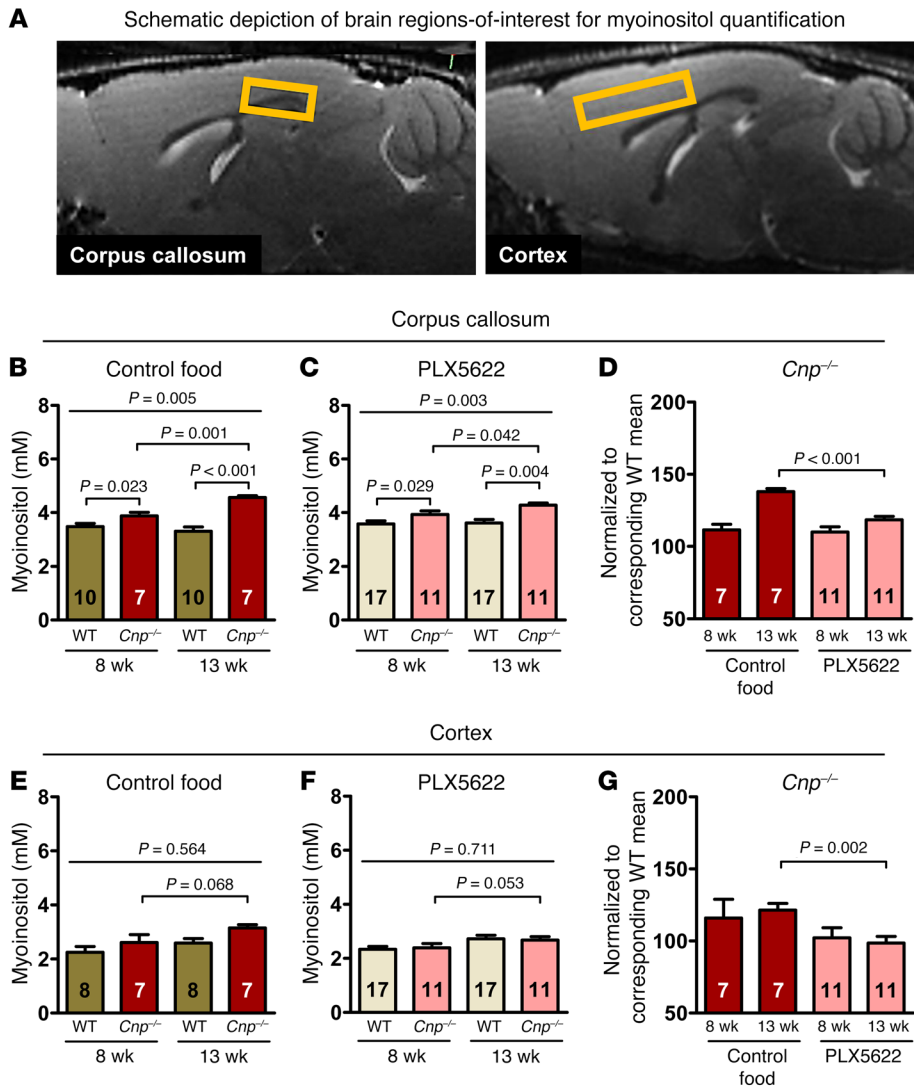 A Schematic depiction of brain regions-of-interest for myoinositol quantification
Corpus callosum
Cortex
Corpus callosum
B Control food
Myoinositol (mM)
8
6
4
2
0
P = 0.005
P = 0.001
P < 0.001
P = 0.023
10
7
10
7
WT Cnp–/– WT Cnp–/–
8 wk 13 wk
C PLX5622
Myoinositol (mM)
8
6
4
2
0
P = 0.003
P = 0.042
P = 0.004
P = 0.029
17
11
17
11
WT Cnp–/– WT Cnp–/–
8 wk 13 wk
D Cnp–/–
Normalized to
corresponding WT mean
200
150
100
50
P < 0.001
7
7
11
11
8 wk 13 wk 8 wk 13 wk
Control
food
PLX5622
Cortex
E Control food
Myoinositol (mM)
8
6
4
2
0
P = 0.564
P = 0.068
8
7
8
7
WT Cnp–/– WT Cnp–/–
8 wk 13 wk
F PLX5622
Myoinositol (mM)
8
6
4
2
0
P = 0.711
P = 0.053
17
11
17
11
WT Cnp–/– WT Cnp–/–
8 wk 13 wk
G Cnp–/–
Normalized to
corresponding WT mean
200
150
100
50
P = 0.002
7
7
11
11
8 wk 13 wk 8 wk 13 wk
Control
food
PLX5622